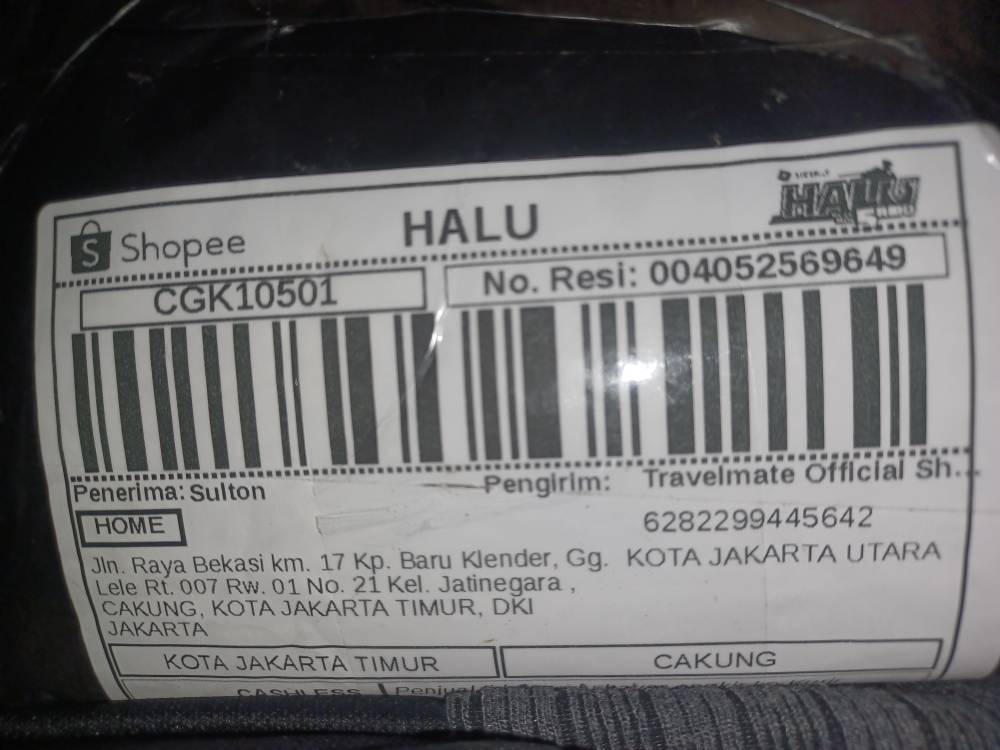 Shopee
HALU
HALU
CGK10501
No. Resi: 004052569649
Penerima: Sulton
Pengirim: Travelmate Official Sh...
HOME
6282299445642
Jln. Raya Bekasi km. 17 Kp. Baru Klender, Gg.
KOTA JAKARTA UTARA
Lele Rt. 007 Rw. 01 No. 21 Kel. Jatinegara ,
CAKUNG, KOTA JAKARTA TIMUR, DKI
JAKARTA
KOTA JAKARTA TIMUR
CAKUNG
CASHLESS